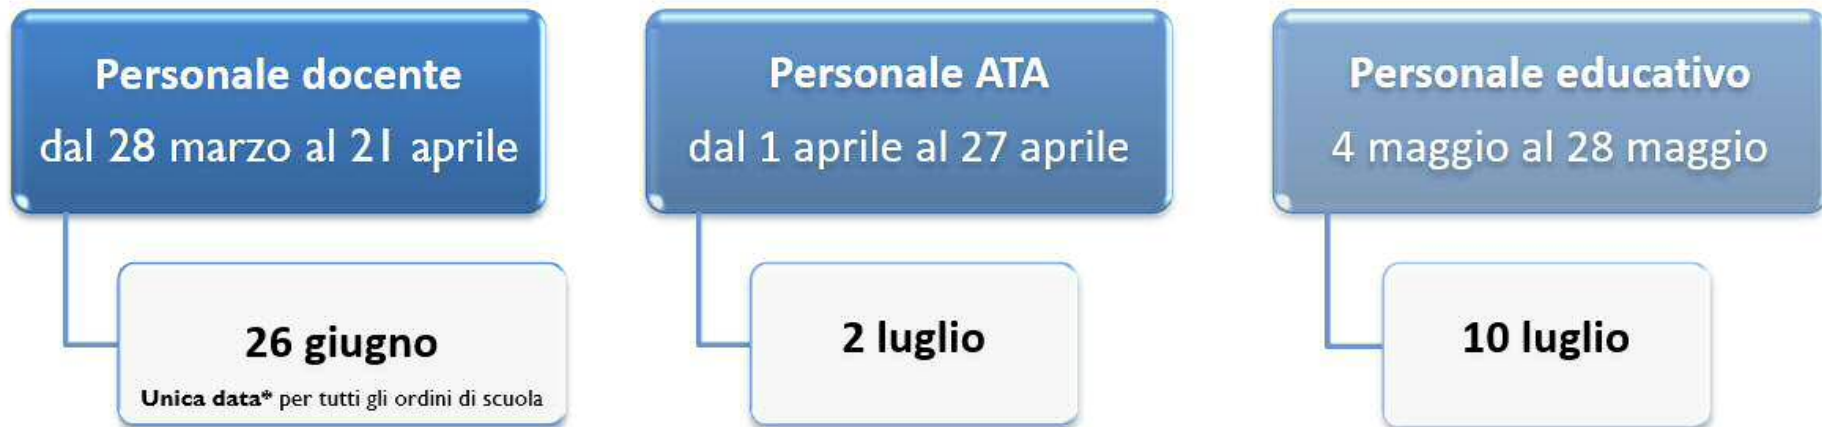 Personale docente
dal 28 marzo al 21 aprile
26 giugno
Unica data* per tutti gli ordini di scuola
Personale ATA
dal 1 aprile al 27 aprile
2 luglio
Personale educativo
4 maggio al 28 maggio
10 luglio